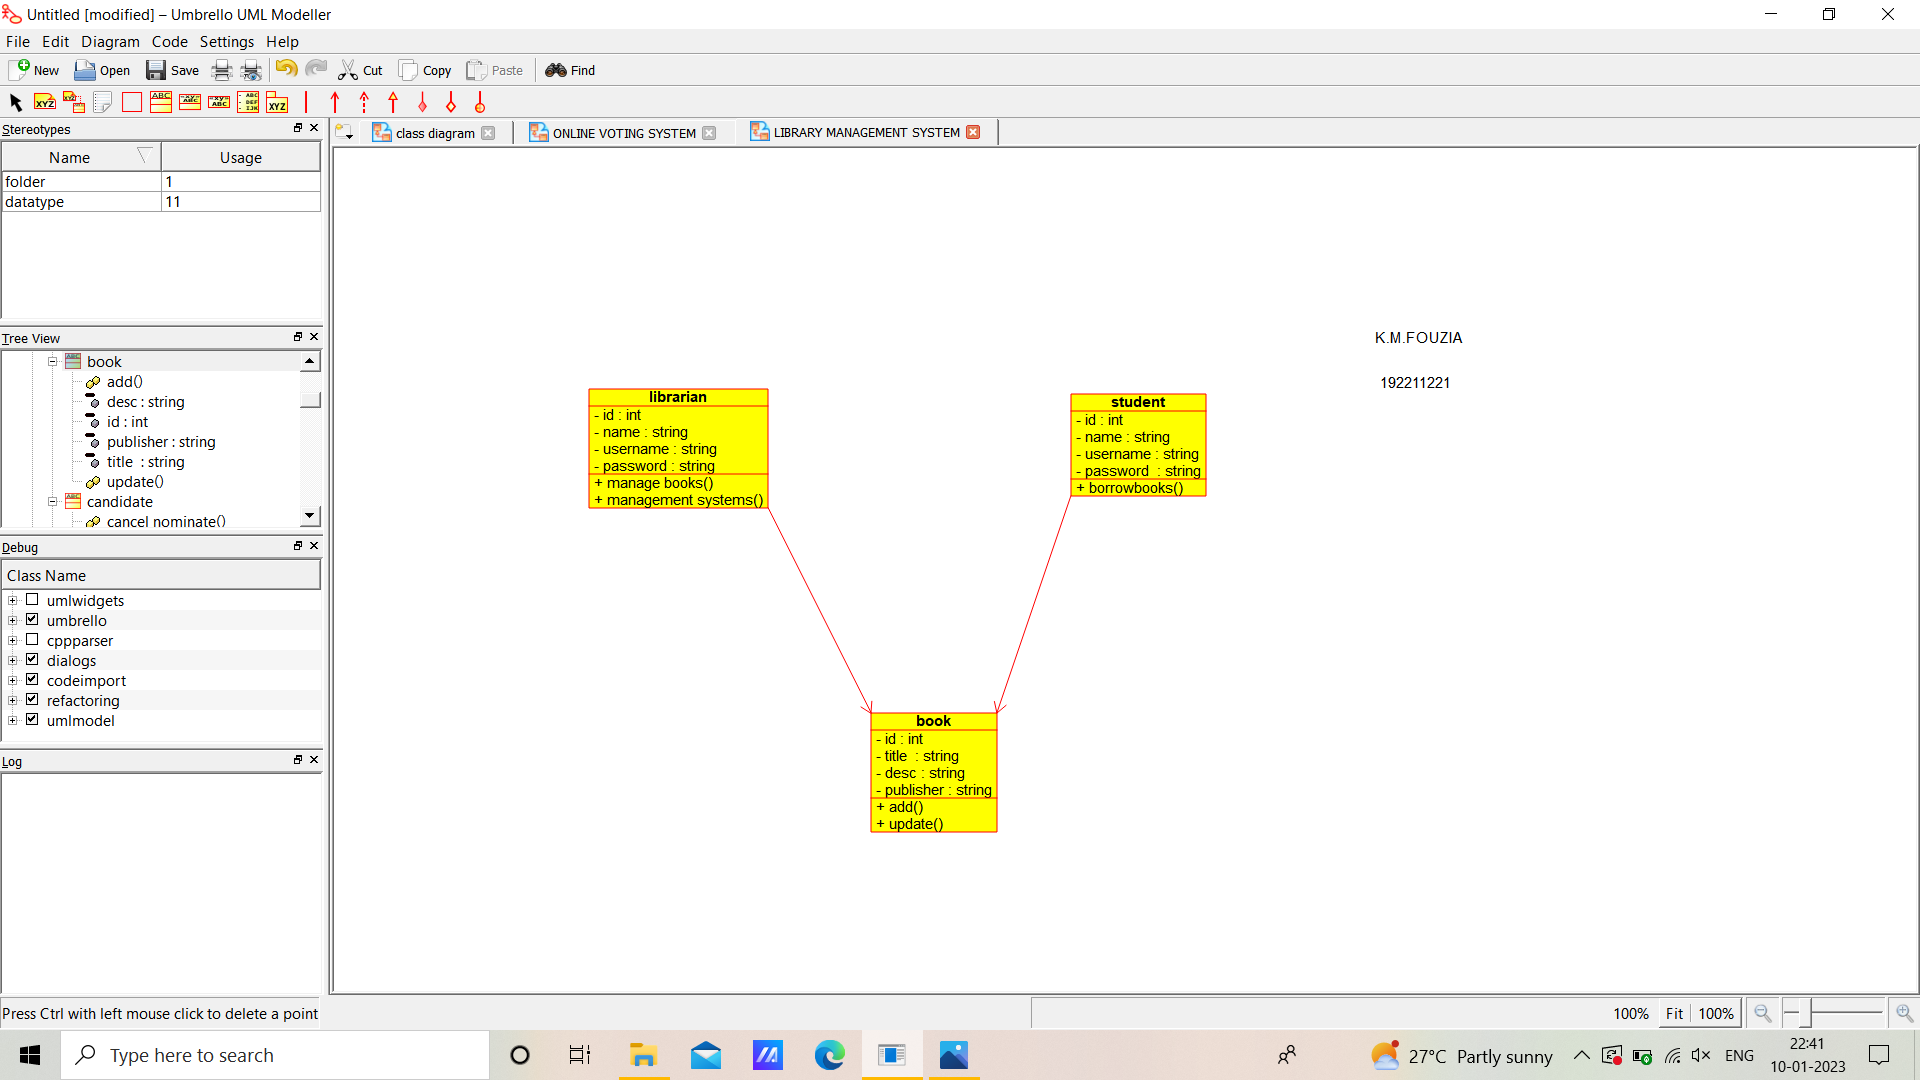 Untitled [modified] – Umbrello UML Modeller
File Edit Diagram Code Settings Help
New Open Save Cut Copy Paste Find
class diagram ONLINE VOTING SYSTEM LIBRARY MANAGEMENT SYSTEM
Stereotypes
Name Usage
folder 1
datatype 11
Tree View
book
add()
desc : string
id : int
publisher : string
title : string
update()
candidate
cancel nominate()
Debug
Class Name
umlwidgets
umbrello
cppparser
dialogs
codeimport
refactoring
umlmodel
Log
K.M.FOUZIA
192211221
librarian
- id : int
- name : string
- username : string
- password : string
+ manage books()
+ management systems()
student
- id : int
- name : string
- username : string
- password : string
+ borrowbooks()
book
- id : int
- title : string
- desc : string
- publisher : string
+ add()
+ update()
Press Ctrl with left mouse click to delete a point
100% Fit 100%
Type here to search
27°C Partly sunny
ENG
22:41
10-01-2023